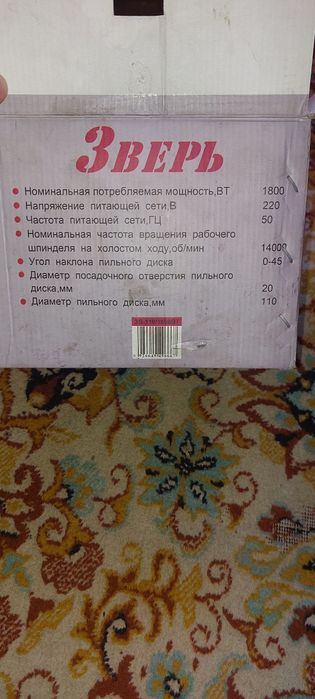 Зверь
Номинальная потребляемая мощность,ВТ 1800
Напряжение питающей сети,В 220
Частота питающей сети,ГЦ 50
Номинальная частота вращения рабочего
шпинделя на холостом ходу,об/мин 14000
Угол наклона пильного диска 0-45
Диаметр посадочного отверстия пильного
диска,мм 20
Диаметр пильного диска,мм 110